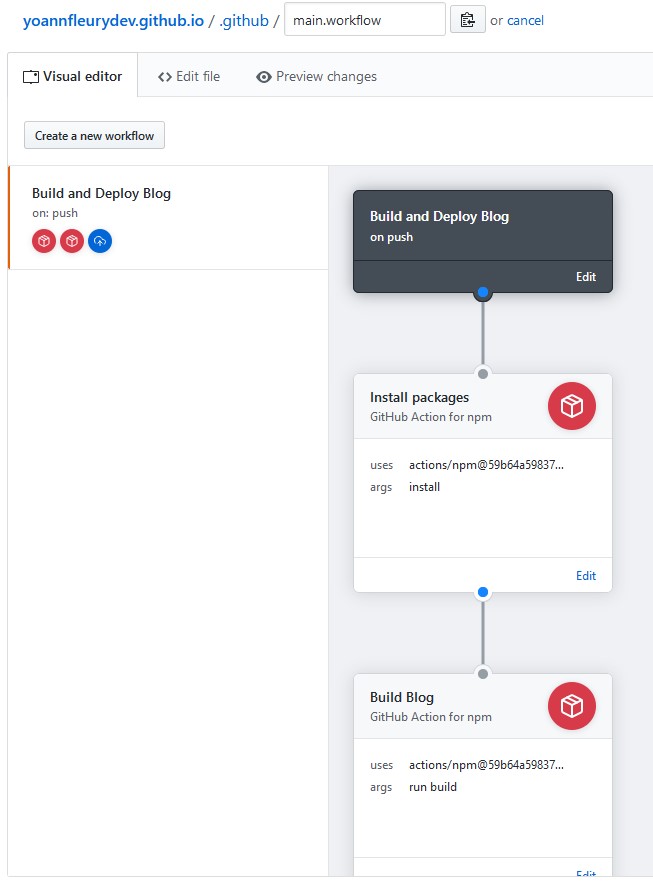 yoannfleurydev.github.io / .github / main.workflow or cancel
Visual editor Edit file Preview changes
Create a new workflow
Build and Deploy Blog
on: push
Build and Deploy Blog
on push
Edit
Install packages
GitHub Action for npm
uses actions/npm@59b64a59837...
args install
Edit
Build Blog
GitHub Action for npm
uses actions/npm@59b64a59837...
args run build
Edit